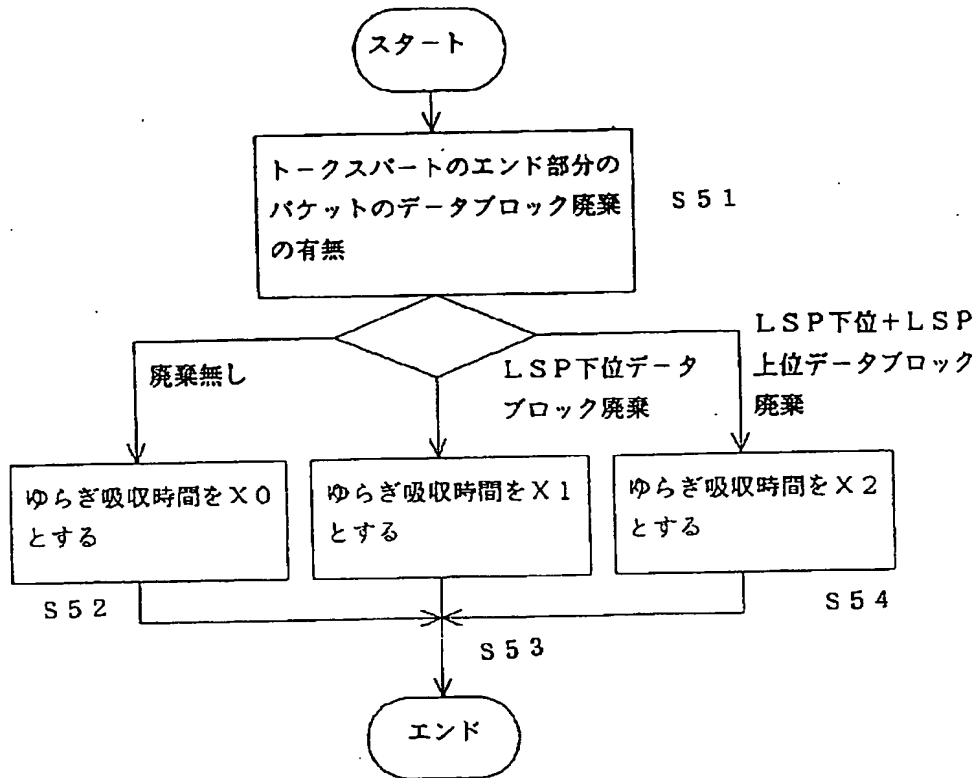 スタート
トークスパートのエンド部分の
パケットのデータブロック廃棄
の有無
S51
廃棄無し
LSP下位データ
ブロック廃棄
LSP下位+LSP
上位データブロック
廃棄
ゆらぎ吸収時間をX0
とする
ゆらぎ吸収時間をX1
とする
ゆらぎ吸収時間をX2
とする
S52
S53
S54
エンド